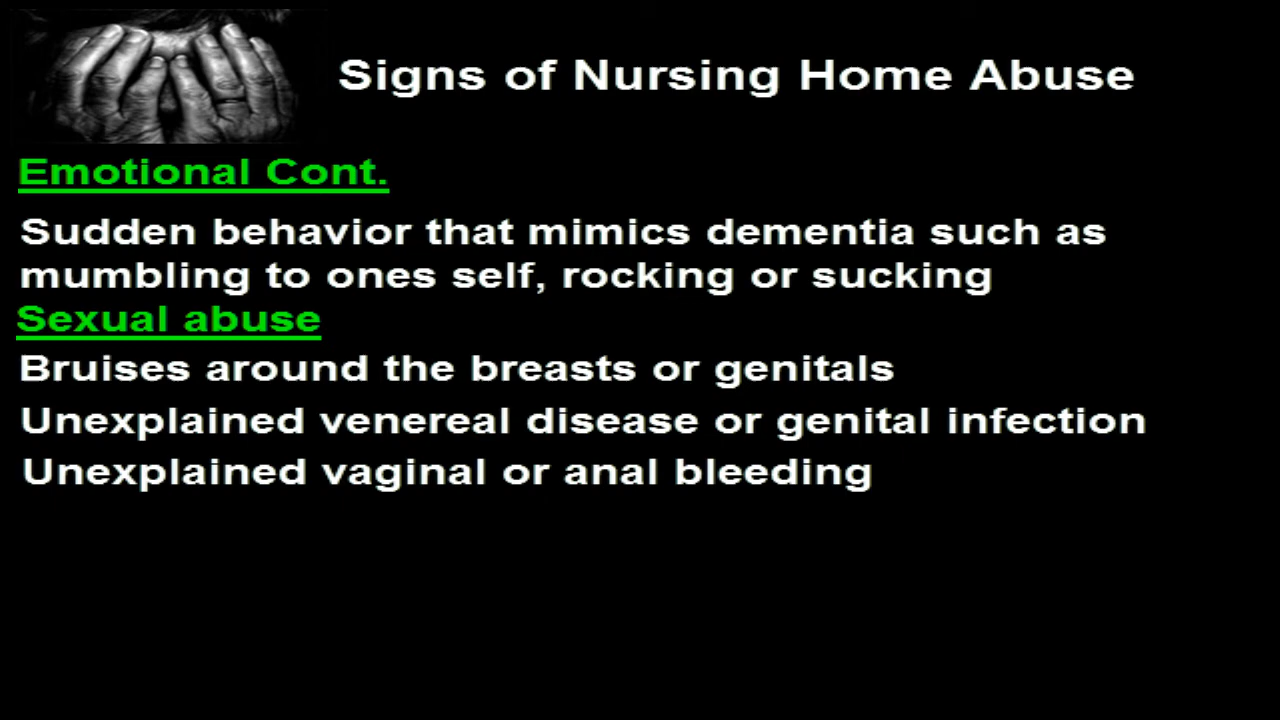 Signs of Nursing Home Abuse
Emotional Cont.
Sudden behavior that mimics dementia such as
mumbling to ones self, rocking or sucking
Sexual abuse
Bruises around the breasts or genitals
Unexplained venereal disease or genital infection
Unexplained vaginal or anal bleeding